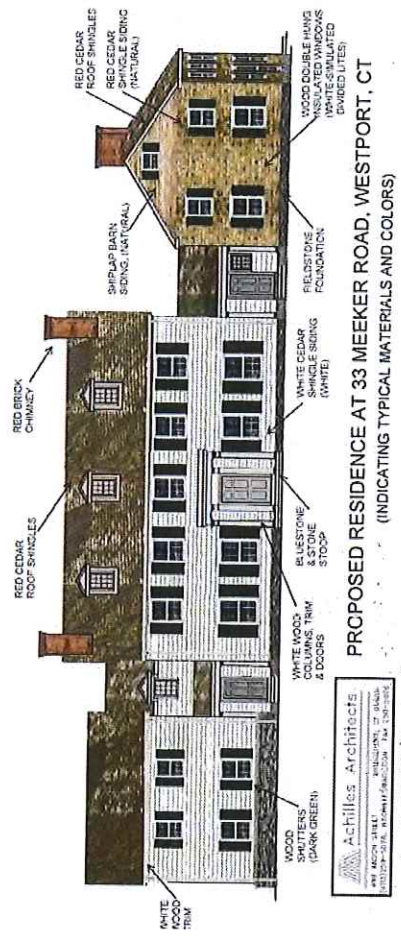 RED CEDAR
ROOF SHINGLES
RED BRICK
CHIMNEY
SHIPLAP BARN
SIDING, (NATURAL)
RED CEDAR
ROOF SHINGLES
RED CEDAR
SHINGLE SIDING
(NATURAL)
WHITE
WOOD
TRIM
WOOD
SHUTTERS
(DARK GREEN)
WHITE WOOD
COLUMNS, TRIM
& DOORS
BLUESTONE
& STONE
STOOP
WHITE CEDAR
SHINGLE SIDING
(WHITE)
FIELDSTONE
FOUNDATION
WOOD DOUBLE HUNG
INSULATED WINDOWS
(WHITE-SIMULATED
DIVIDED LITES)
Achilles Architects
STREET
PROPOSED RESIDENCE AT 33 MEEKER ROAD, WESTPORT, CT
(INDICATING TYPICAL MATERIALS AND COLORS)